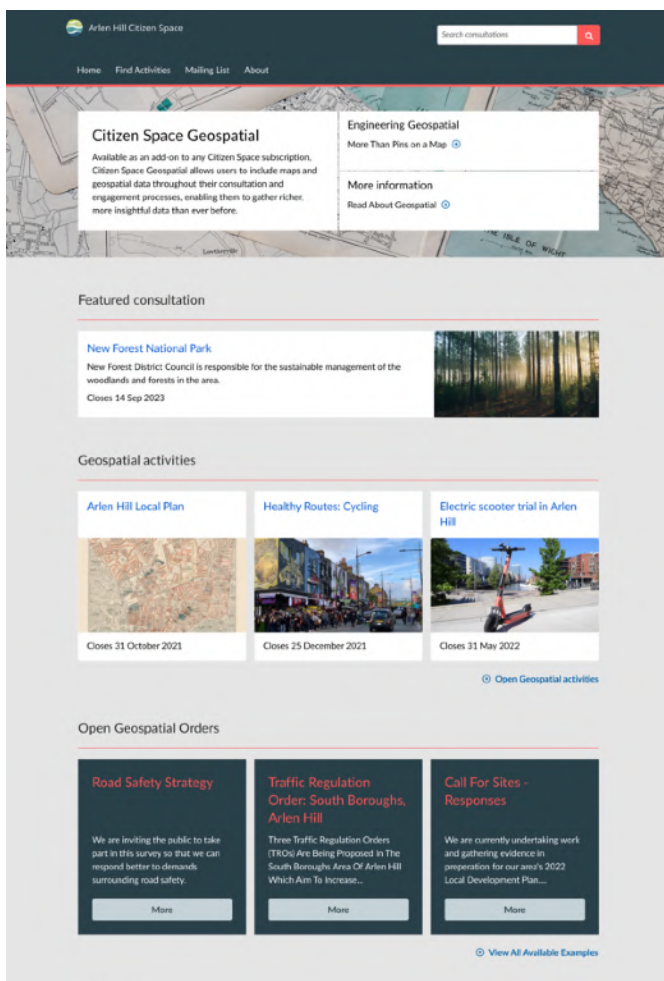 Arlen Hill Citizen Space
Search consultations
Home Find Activities Mailing List About
Citizen Space Geospatial
Available as an add-on to any Citizen Space subscription,
Citizen Space Geospatial allows users to include maps and
geospatial data throughout their consultation and
engagement processes, enabling them to gather richer,
more insightful data than ever before.
Engineering Geospatial
More Than Pins on a Map
More information
Read About Geospatial
THE ISLE OF WIGHT
Featured consultation
New Forest National Park
New Forest District Council is responsible for the sustainable management of the
woodlands and forests in the area.
Closes 14 Sep 2023
Geospatial activities
Arlen Hill Local Plan
Closes 31 October 2021
Healthy Routes: Cycling
Closes 25 December 2021
Electric scooter trial in Arlen
Hill
Closes 31 May 2022
Open Geospatial activities
Open Geospatial Orders
Road Safety Strategy
We are inviting the public to take
part in this survey so that we can
respond better to demands
surrounding road safety.
More
Traffic Regulation
Order: South Boroughs,
Arlen Hill
Three Traffic Regulation Orders
(TROs) Are Being Proposed In The
South Boroughs Area Of Arlen Hill
Which Aim To Increase...
More
Call For Sites -
Responses
We are currently undertaking work
and gathering evidence in
preperation for our area's 2022
Local Development Plan....
More
View All Available Examples